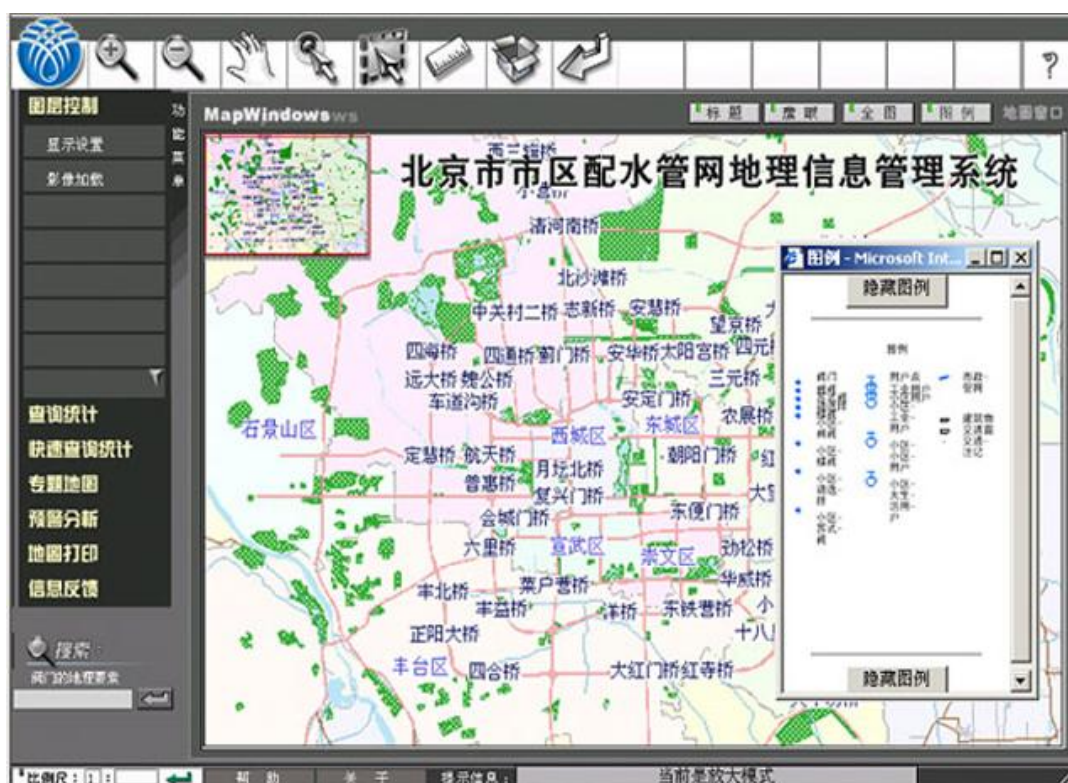 图层控制
功能菜单
显示设置
影像加载
查询统计
快速查询统计
专题地图
预警分析
地图打印
信息反馈
搜索:
阀门的地理要素
MapWindows
标题
鹰眼
全图
图例
地图窗口
北京市市区配水管网地理信息管理系统
清河南桥
北沙滩桥
中关村二桥 志新桥 安慧桥
望京桥
四海桥 四通桥 蓟门桥 安华桥 太阳宫桥 四元
远大桥 魏公桥 三元桥
车道沟桥 安定门桥 农展桥
石景山区 西城区 东城区
定慧桥 航天桥 月坛北桥 朝阳门桥
普惠桥 复兴门桥
会城门桥 东便门桥
六里桥 宣武区 崇文区 劲松桥
丰北桥 菜户营桥 华威桥
丰益桥 洋桥 东铁营桥 小
正阳大桥 十八
丰台区 四合桥 大红门桥 红寺桥
图例 - Microsoft Int...
隐藏图例
图例
隐藏图例
比例尺: 1:
帮助
关于
提示信息:
当前是放大模式